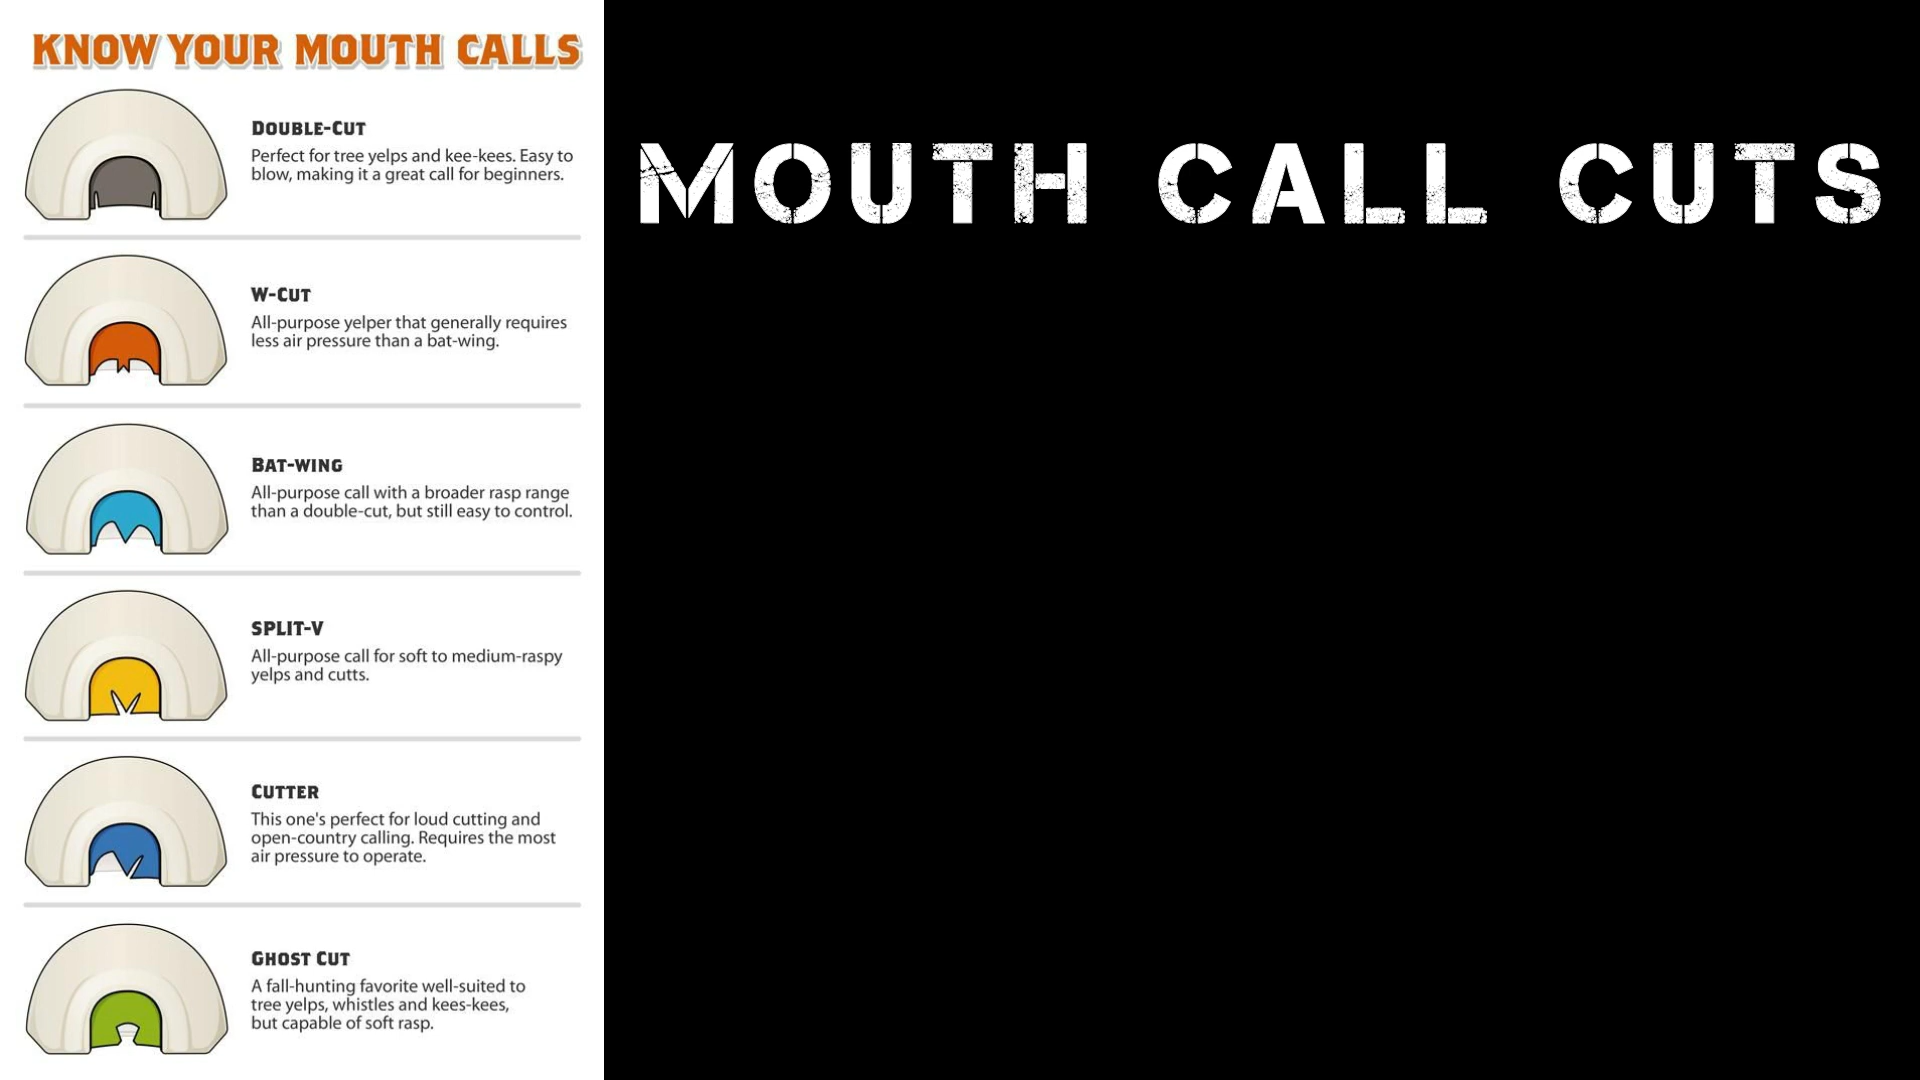 KNOW YOUR MOUTH CALLS
DOUBLE-CUT
Perfect for tree yelps and kee-kees. Easy to
blow, making it a great call for beginners.
W-CUT
All-purpose yelper that generally requires
less air pressure than a bat-wing.
BAT-WING
All-purpose call with a broader rasp range
than a double-cut, but still easy to control.
SPLIT-V
All-purpose call for soft to medium-raspy
yelps and cutts.
CUTTER
This one's perfect for loud cutting and
open-country calling. Requires the most
air pressure to operate.
GHOST CUT
A fall-hunting favorite well-suited to
tree yelps, whistles and kees-kees,
but capable of soft rasp.
MOUTH CALL CUTS